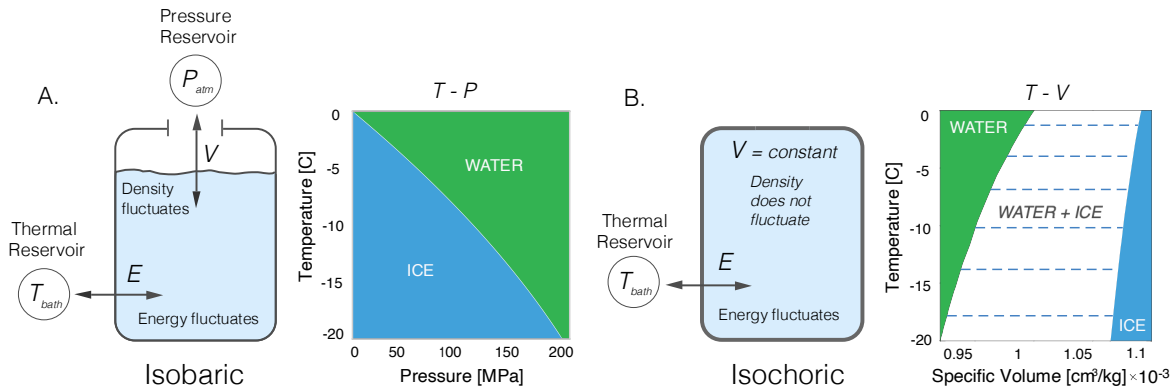 A.
Pressure
Reservoir
P_atm
V
Density
fluctuates
Thermal
Reservoir
T_bath
E
Energy fluctuates
Isobaric
T - P
Temperature [C]
0
-5
-10
-15
-20
WATER
ICE
0 50 100 150 200
Pressure [MPa]
B.
V = constant
Density
does not
fluctuate
Thermal
Reservoir
T_bath
E
Energy fluctuates
Isochoric
T - V
Temperature [C]
0
-5
-10
-15
-20
WATER
WATER + ICE
ICE
0.95 1 1.05 1.1
Specific Volume [cm³/kg] ×10⁻³